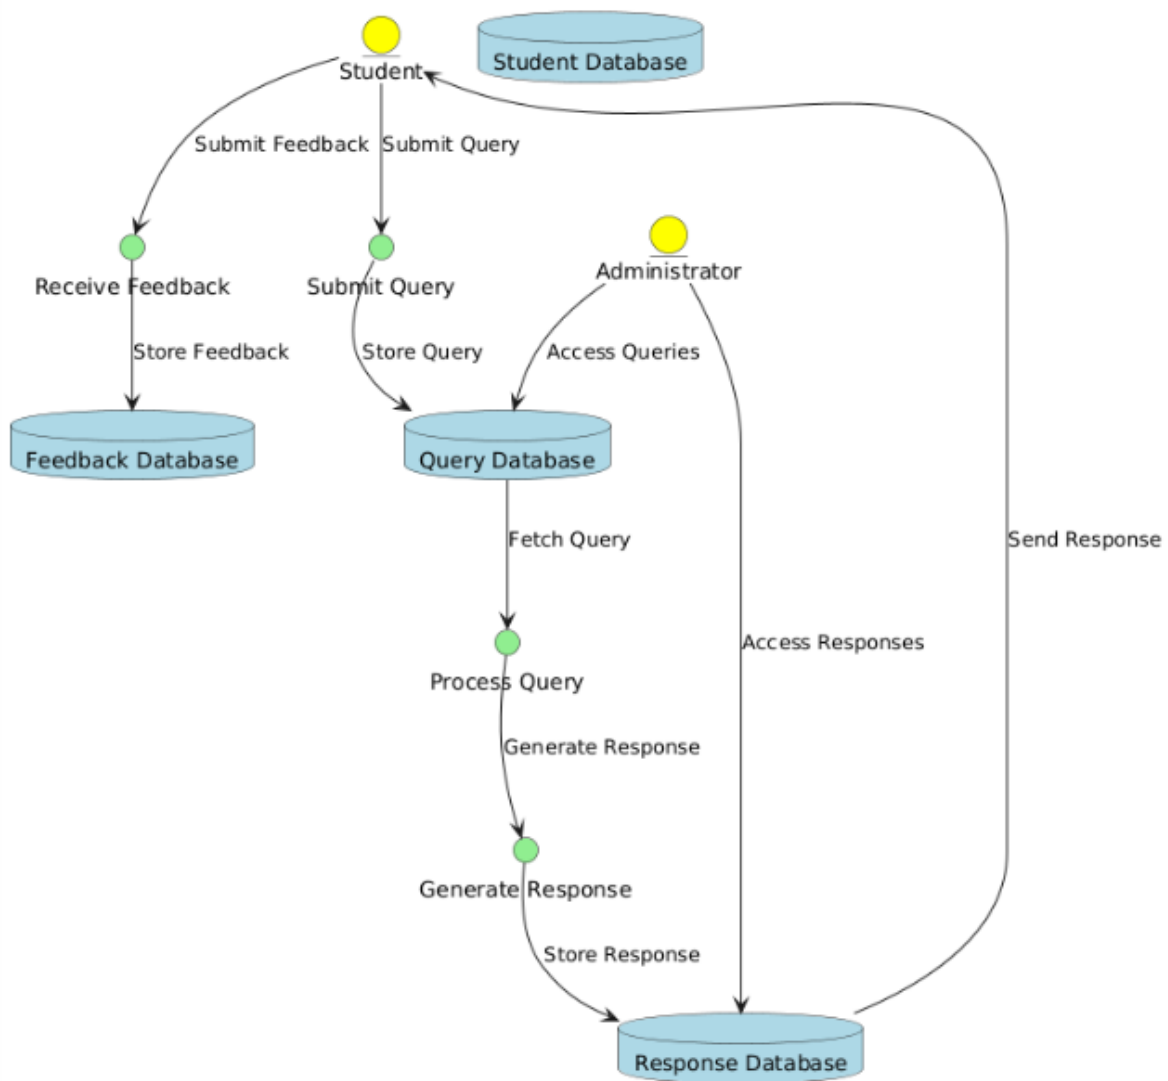 Student Database
Student
Submit Feedback
Submit Query
Administrator
Receive Feedback
Submit Query
Store Feedback
Store Query
Access Queries
Feedback Database
Query Database
Fetch Query
Send Response
Access Responses
Process Query
Generate Response
Generate Response
Store Response
Response Database